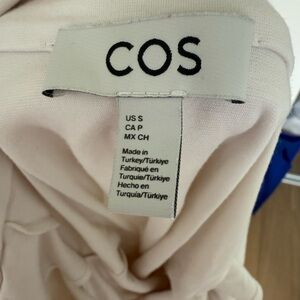 COS
US S
CA P
MX CH
Made in
Turkey/Türkiye
Fabriqué en
Turquie/Türkiye
Hecho en
Turquía/Türkiye